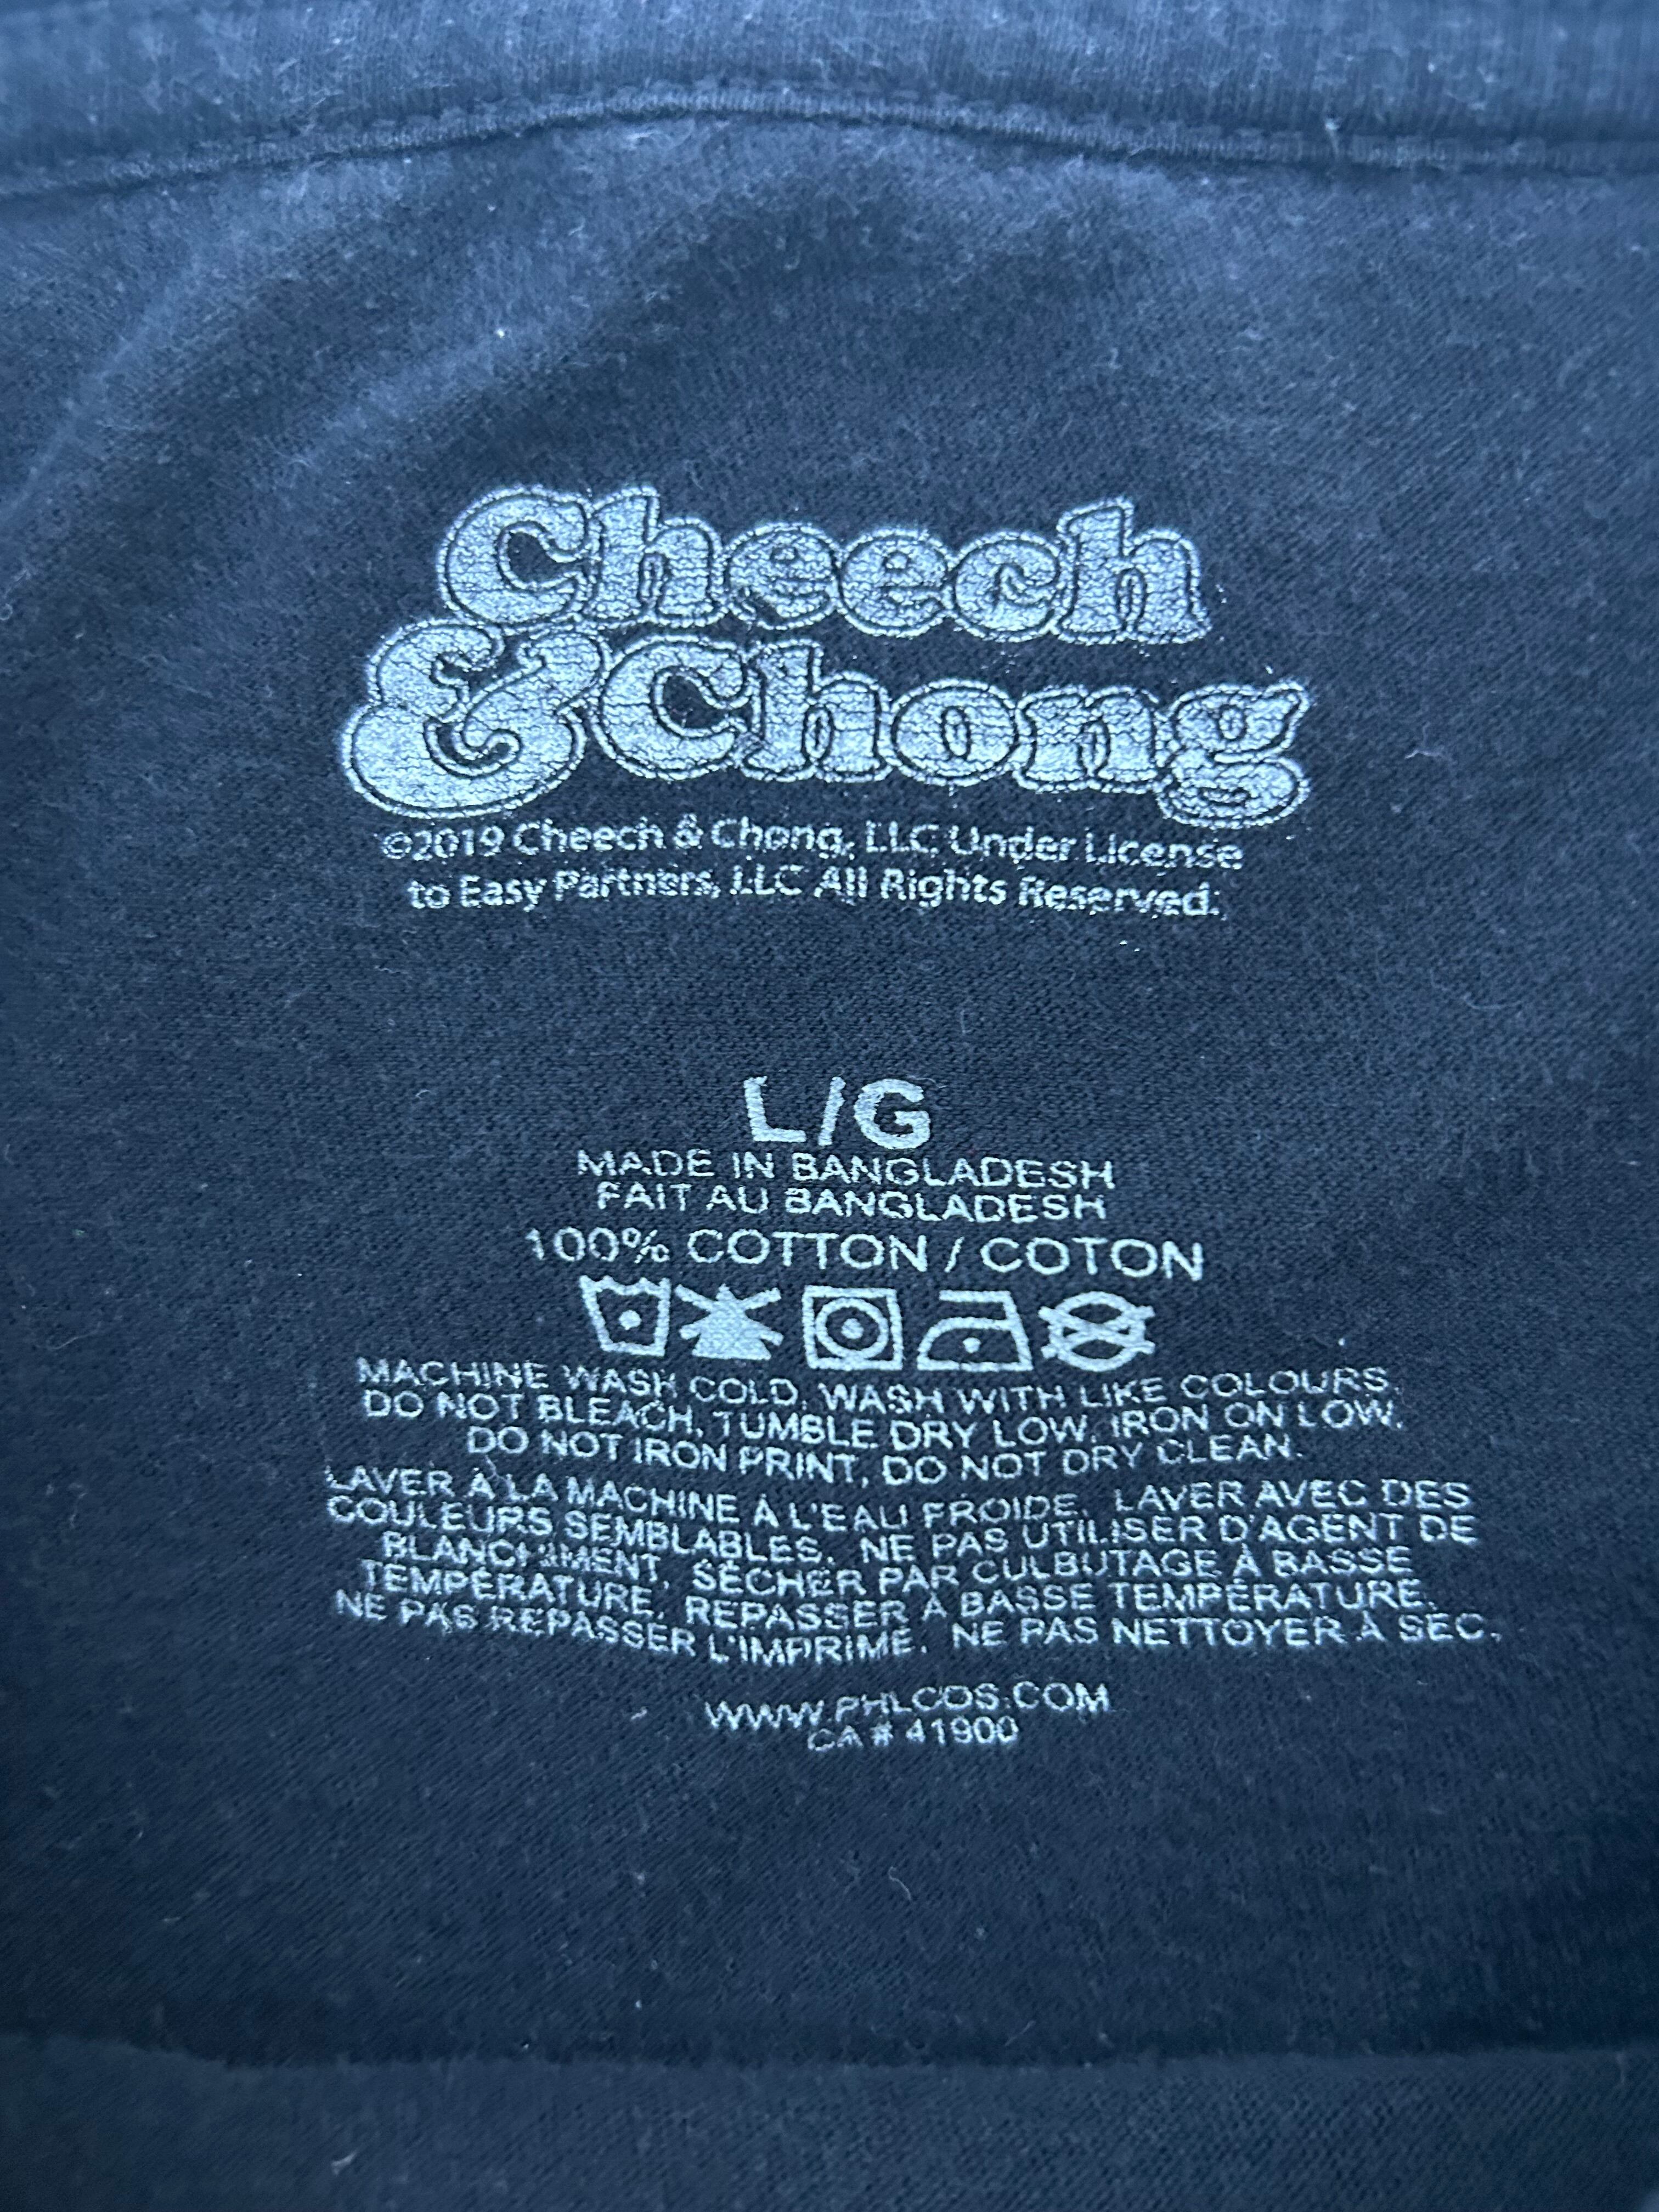 Cheech
& Chong
©2019 Cheech & Chong, LLC Under License
to Easy Partners, LLC All Rights Reserved.
L/G
MADE IN BANGLADESH
FAIT AU BANGLADESH
100% COTTON / COTON
MACHINE WASH COLD. WASH WITH LIKE COLOURS.
DO NOT BLEACH. TUMBLE DRY LOW. IRON ON LOW.
DO NOT IRON PRINT, DO NOT DRY CLEAN.
LAVER À LA MACHINE À L'EAU FROIDE. LAVER AVEC DES
COULEURS SEMBLABLES. NE PAS UTILISER D'AGENT DE
BLANCHIMENT. SÉCHER PAR CULBUTAGE À BASSE
TEMPÉRATURE. REPASSER À BASSE TEMPÉRATURE.
NE PAS REPASSER L'IMPRIMÉ. NE PAS NETTOYER À SEC.
WWW.PHLCOS.COM
CA# 41900